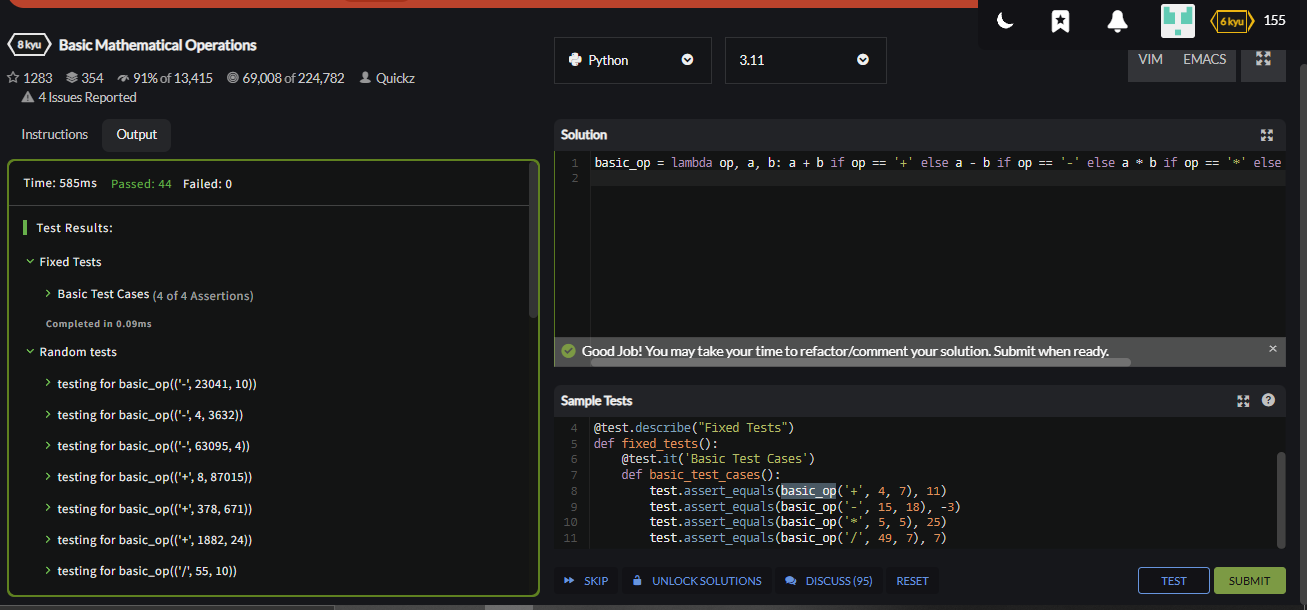 6 kyu 155
8 kyu Basic Mathematical Operations
1283 354 91% of 13,415 69,008 of 224,782 Quickz
4 Issues Reported
Instructions Output
Time: 585ms Passed: 44 Failed: 0
Test Results:
Fixed Tests
Basic Test Cases (4 of 4 Assertions)
Completed in 0.09ms
Random tests
testing for basic_op(('-', 23041, 10))
testing for basic_op(('-', 4, 3632))
testing for basic_op(('-', 63095, 4))
testing for basic_op(('+', 8, 87015))
testing for basic_op(('+', 378, 671))
testing for basic_op(('+', 1882, 24))
testing for basic_op(('/', 55, 10))
Python 3.11 VIM EMACS
Solution
1 basic_op = lambda op, a, b: a + b if op == '+' else a - b if op == '-' else a * b if op == '*' else
2
Good Job! You may take your time to refactor/comment your solution. Submit when ready.
Sample Tests
4 @test.describe("Fixed Tests")
5 def fixed_tests():
6     @test.it('Basic Test Cases')
7     def basic_test_cases():
8         test.assert_equals(basic_op('+', 4, 7), 11)
9         test.assert_equals(basic_op('-', 15, 18), -3)
10         test.assert_equals(basic_op('*', 5, 5), 25)
11         test.assert_equals(basic_op('/', 49, 7), 7)
SKIP UNLOCK SOLUTIONS DISCUSS (95) RESET TEST SUBMIT